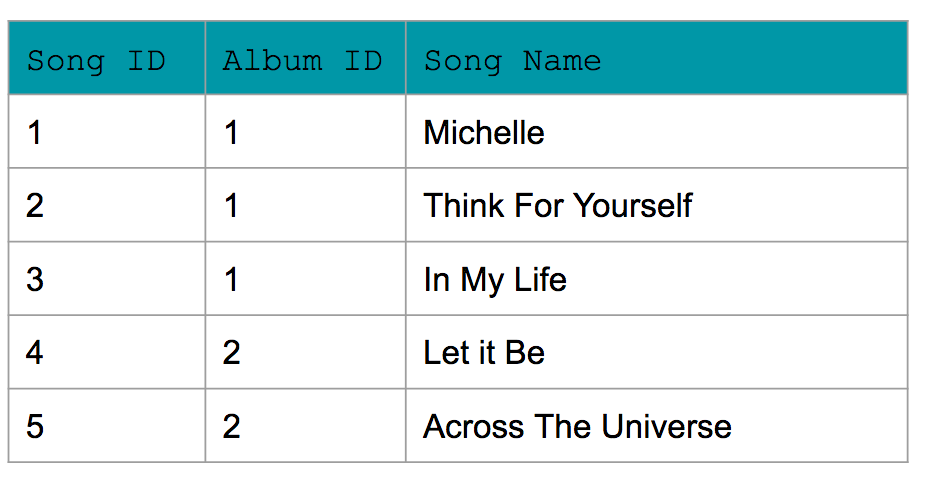 Song ID Album ID Song Name
1 1 Michelle
2 1 Think For Yourself
3 1 In My Life
4 2 Let it Be
5 2 Across The Universe